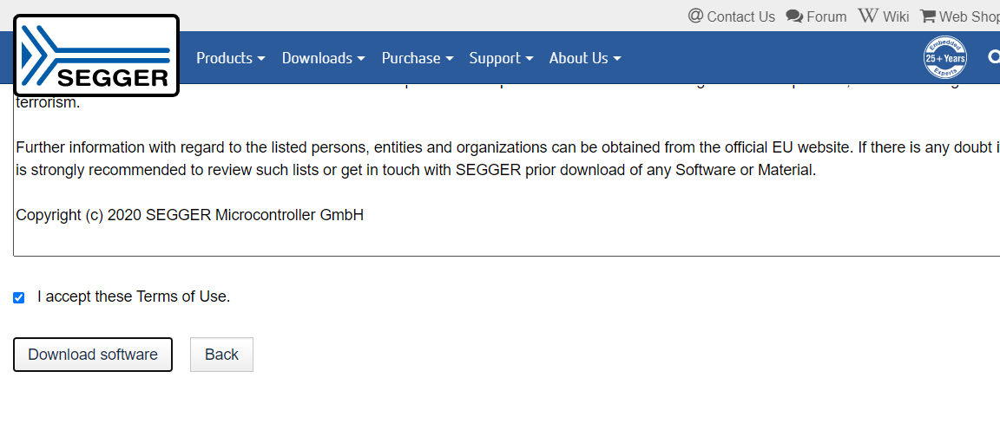 Contact Us Forum Wiki Web Shop
SEGGER
Products Downloads Purchase Support About Us
Embedded
25+ Years
Experts
terrorism.
Further information with regard to the listed persons, entities and organizations can be obtained from the official EU website. If there is any doubt i
is strongly recommended to review such lists or get in touch with SEGGER prior download of any Software or Material.
Copyright (c) 2020 SEGGER Microcontroller GmbH
I accept these Terms of Use.
Download software Back